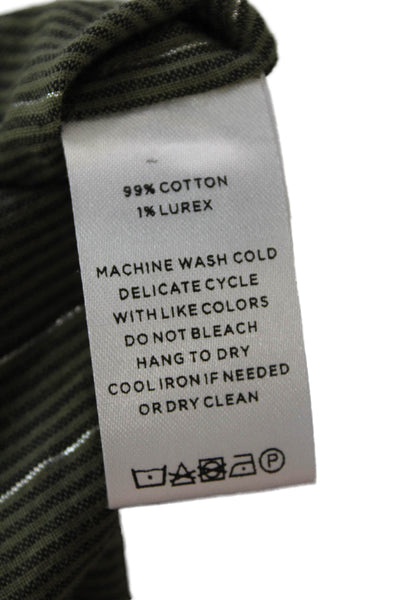 99% COTTON
1% LUREX
MACHINE WASH COLD
DELICATE CYCLE
WITH LIKE COLORS
DO NOT BLEACH
HANG TO DRY
COOL IRON IF NEEDED
OR DRY CLEAN
P